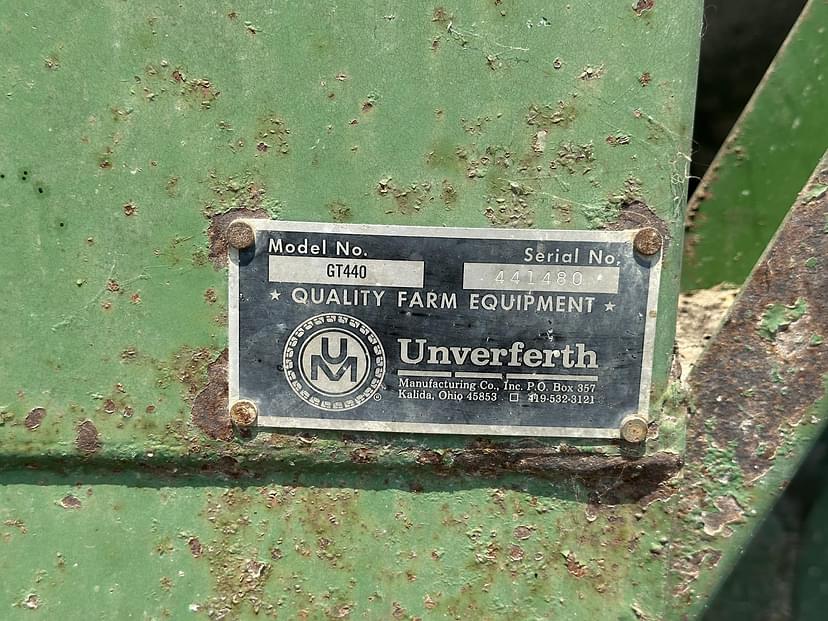 Model No. Serial No.
GT440 441480
★ QUALITY FARM EQUIPMENT ★
UM ®
Unverferth
Manufacturing Co., Inc. P.O. Box 357
Kalida, Ohio 45853 □ 419-532-3121